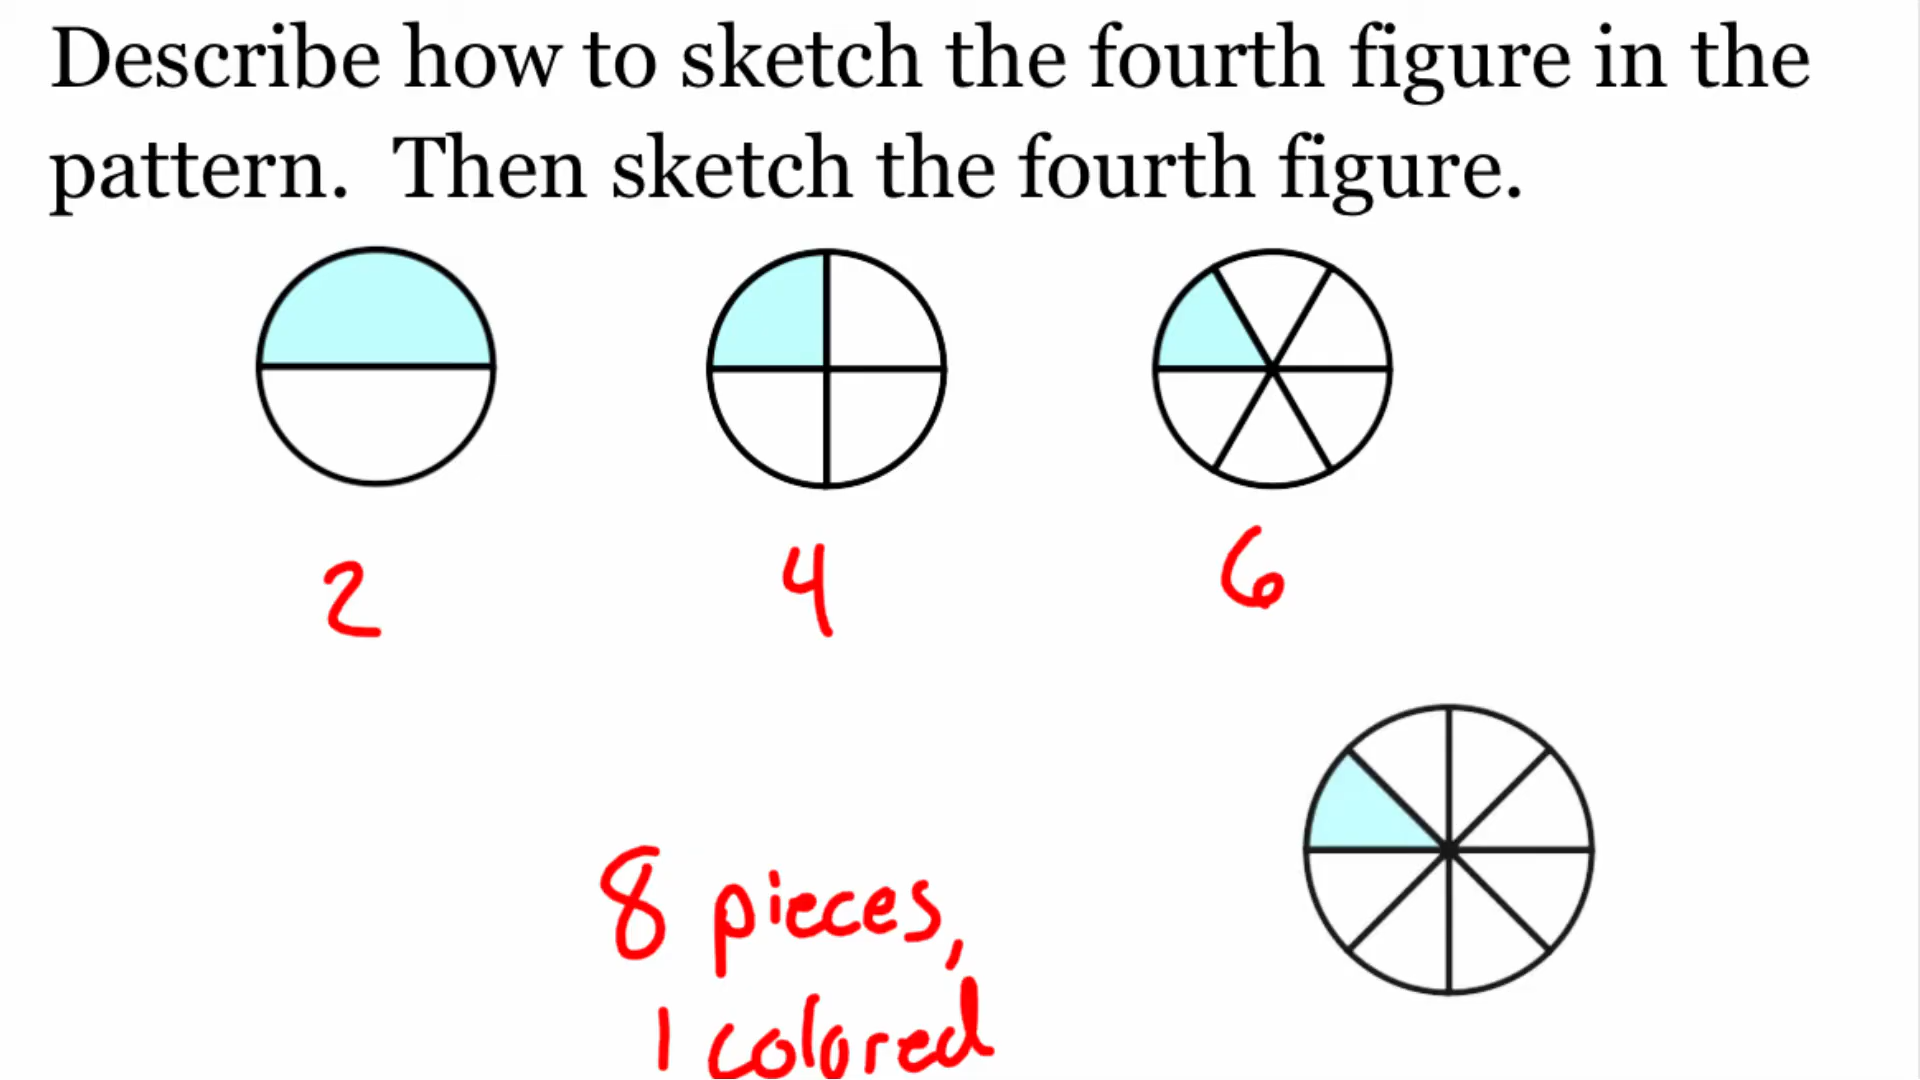 Describe how to sketch the fourth figure in the
pattern. Then sketch the fourth figure.
2 4 6
8 pieces,
1 colored